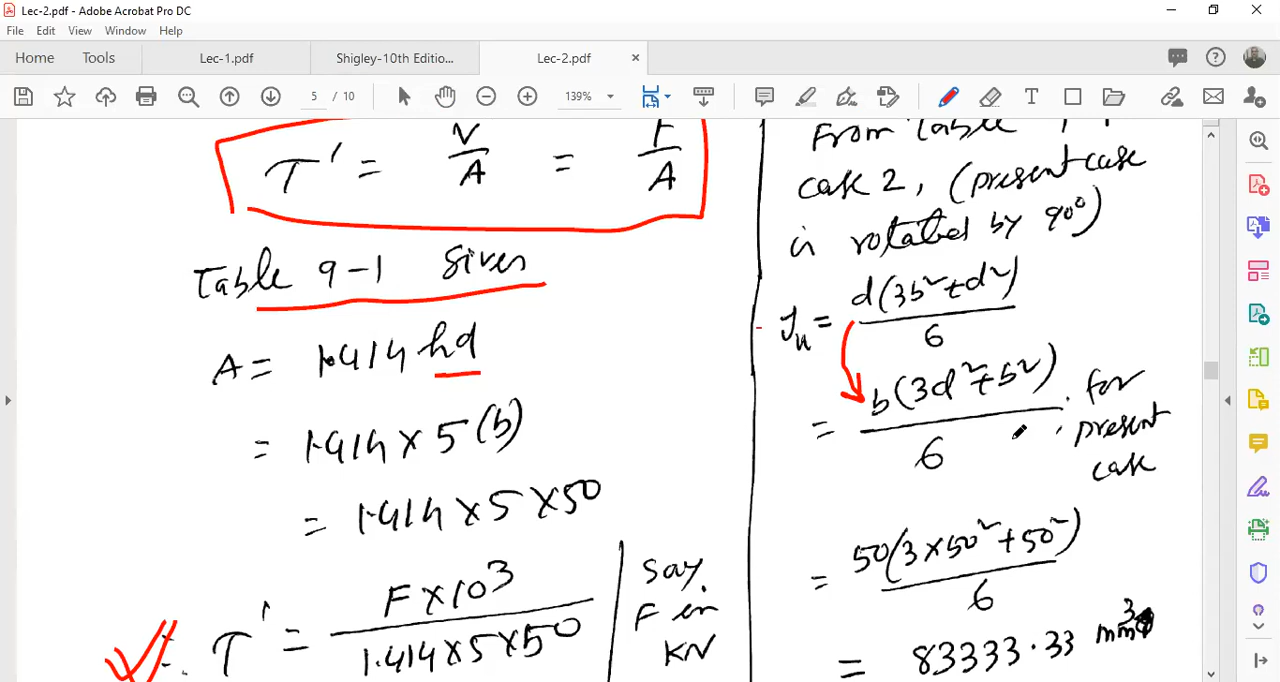 Lec-2.pdf - Adobe Acrobat Pro DC
File Edit View Window Help
Home Tools Lec-1.pdf Shigley-10th Editio... Lec-2.pdf ×
5 / 10 139%
τ' = V/A = F/A
Table 9-1 Gives
A = 1.414 hd
= 1.414 × 5 (b)
= 1.414 × 5 × 50
∴ τ' = F×10³ / 1.414×5×50
Say.
F in
KN
From Table
case 2, (present case
is rotated by 90°)
Ju = d(3b²+d²) / 6
= b(3d²+b²) / 6 . for
present
case
= 50(3×50²+50²) / 6
= 83333.33 mm³